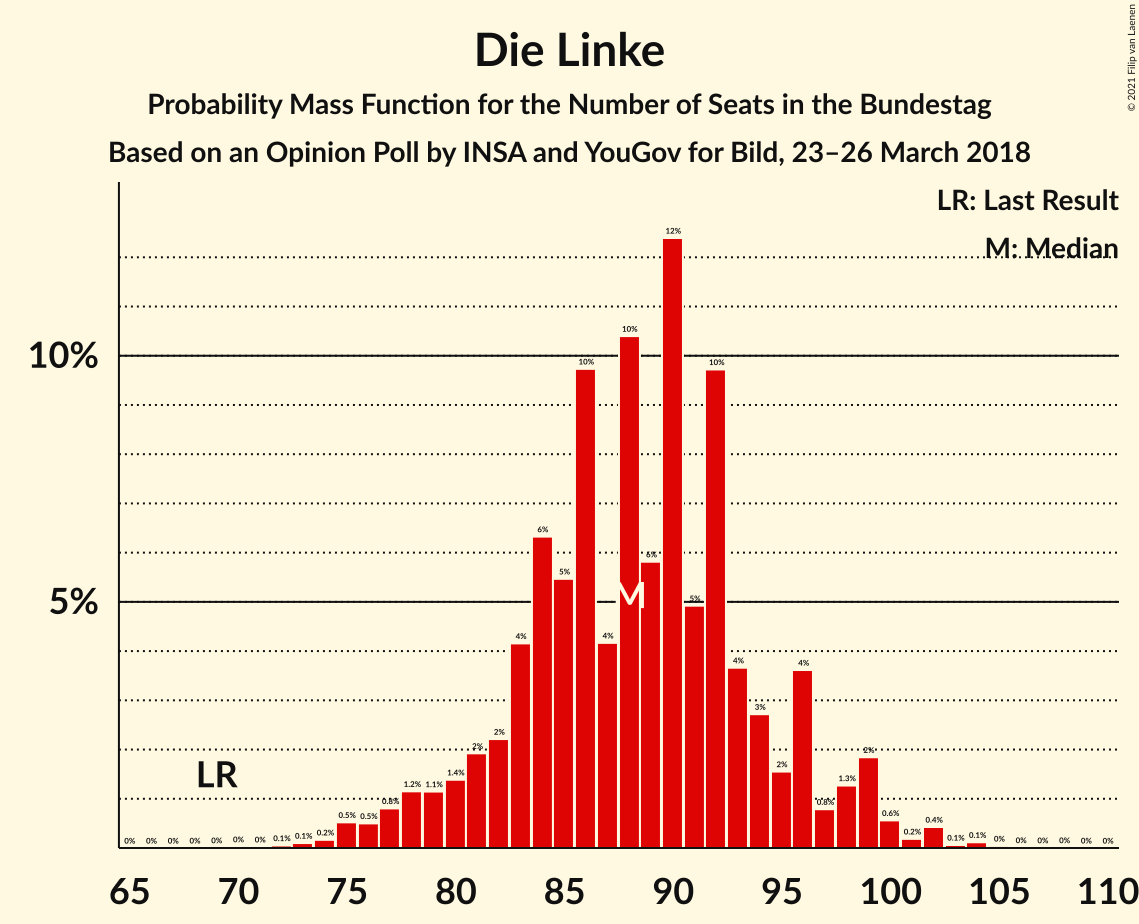 © 2021 Filip van Laenen
Die Linke
Probability Mass Function for the Number of Seats in the Bundestag
Based on an Opinion Poll by INSA and YouGov for Bild, 23–26 March 2018
LR: Last Result
M: Median
10%
5%
LR
M
0% 0% 0% 0% 0% 0% 0% 0.1% 0.1% 0.2% 0.5% 0.5% 0.8% 1.2% 1.1% 1.4% 2% 2% 4% 6% 5% 10% 4% 10% 6% 12% 5% 10% 4% 3% 2% 4% 0.8% 1.3% 2% 0.6% 0.2% 0.4% 0.1% 0.1% 0% 0% 0% 0% 0% 0%
65 70 75 80 85 90 95 100 105 110